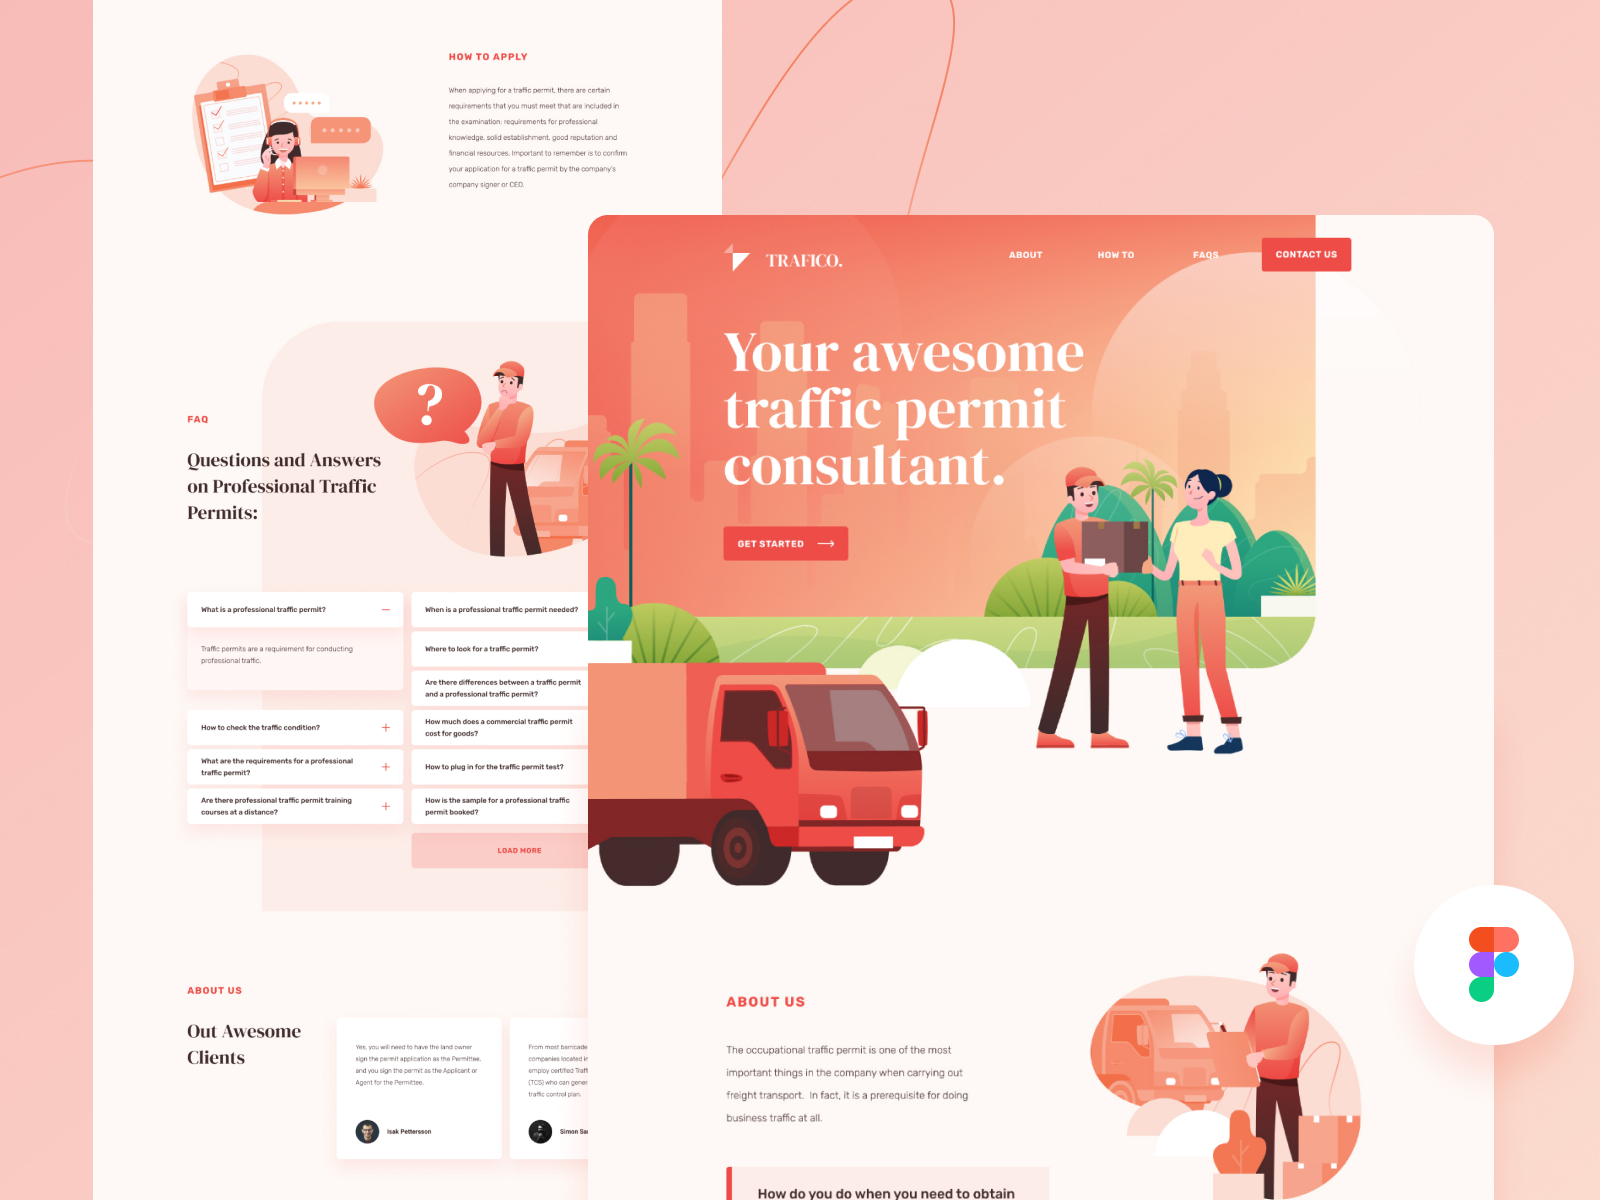 HOW TO APPLY
When applying for a traffic permit, there are certain
requirements that you must meet that are included in
the examination: requirements for professional
knowledge, solid establishment, good reputation and
financial resources. Important to remember is to confirm
your application for a traffic permit by the company's
company signer or CEO.
?
FAQ
Questions and Answers
on Professional Traffic
Permits:
What is a professional traffic permit?
Traffic permits are a requirement for conducting
professional traffic.
How to check the traffic condition?
What are the requirements for a professional
traffic permit?
Are there professional traffic permit training
courses at a distance?
When is a professional traffic permit needed?
Where to look for a traffic permit?
Are there differences between a traffic permit
and a professional traffic permit?
How much does a commercial traffic permit
cost for goods?
How to plug in for the traffic permit test?
How is the sample for a professional traffic
permit booked?
LOAD MORE
ABOUT US
Out Awesome
Clients
Yes, you will need to have the land owner
sign the permit application as the Permittee,
and you sign the permit as the Applicant or
Agent for the Permittee.
Isak Pettersson
From most barricade
companies located in
employ certified Traff
(TCS) who can gener
traffic control plan.
Simon Sa
TRAFICO.
ABOUT
HOW TO
FAQS
CONTACT US
Your awesome
traffic permit
consultant.
GET STARTED
ABOUT US
The occupational traffic permit is one of the most
important things in the company when carrying out
freight transport. In fact, it is a prerequisite for doing
business traffic at all.
How do you do when you need to obtain